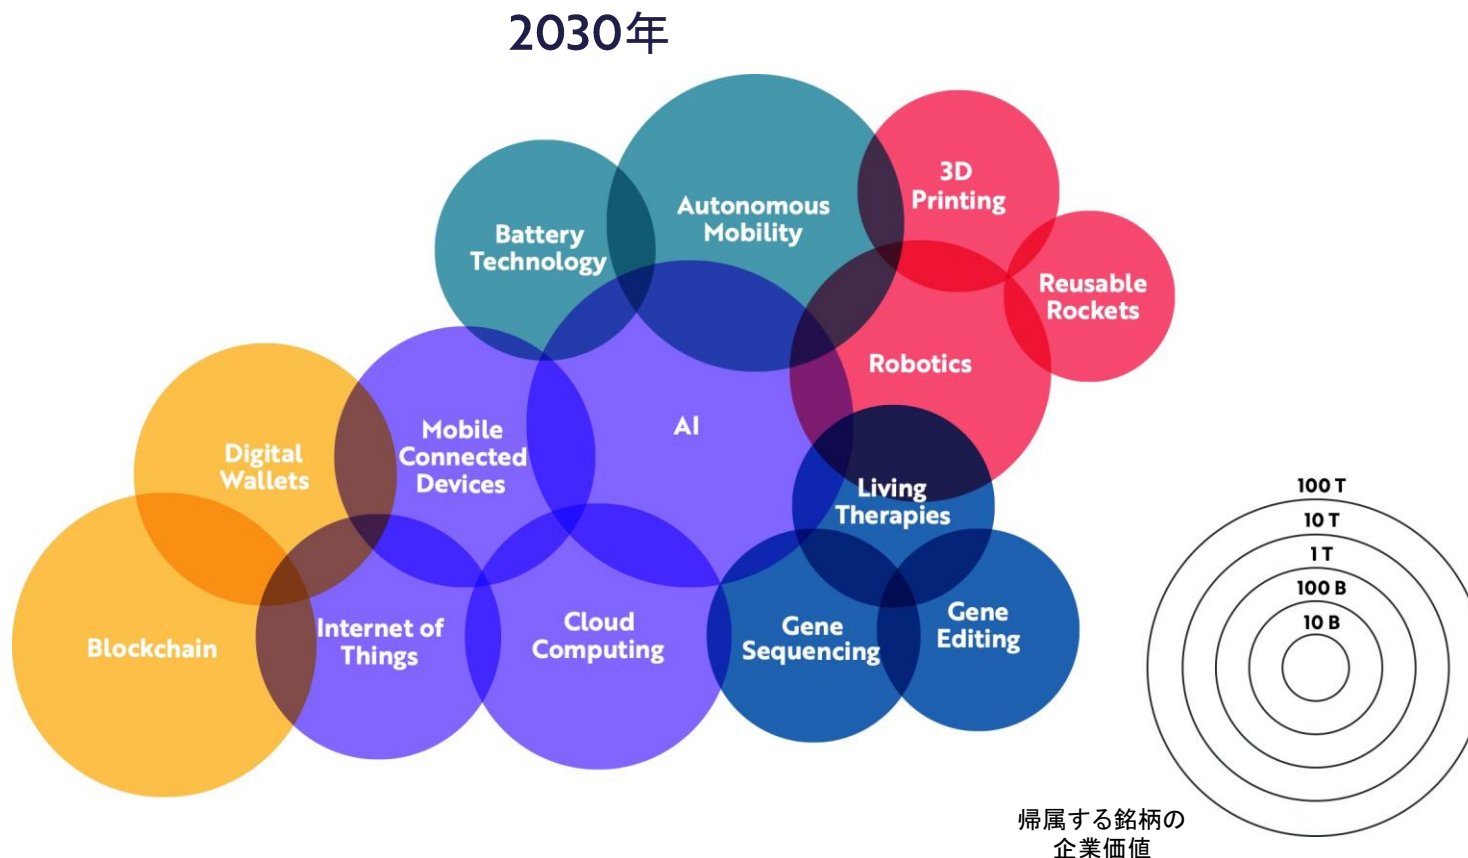 2030年
3D
Printing
Autonomous
Mobility
Battery
Technology
Reusable
Rockets
Robotics
AI
Mobile
Connected
Devices
Digital
Wallets
Living
Therapies
Blockchain
Internet of
Things
Cloud
Computing
Gene
Sequencing
Gene
Editing
100 T
10 T
1 T
100 B
10 B
帰属する銘柄の
企業価値